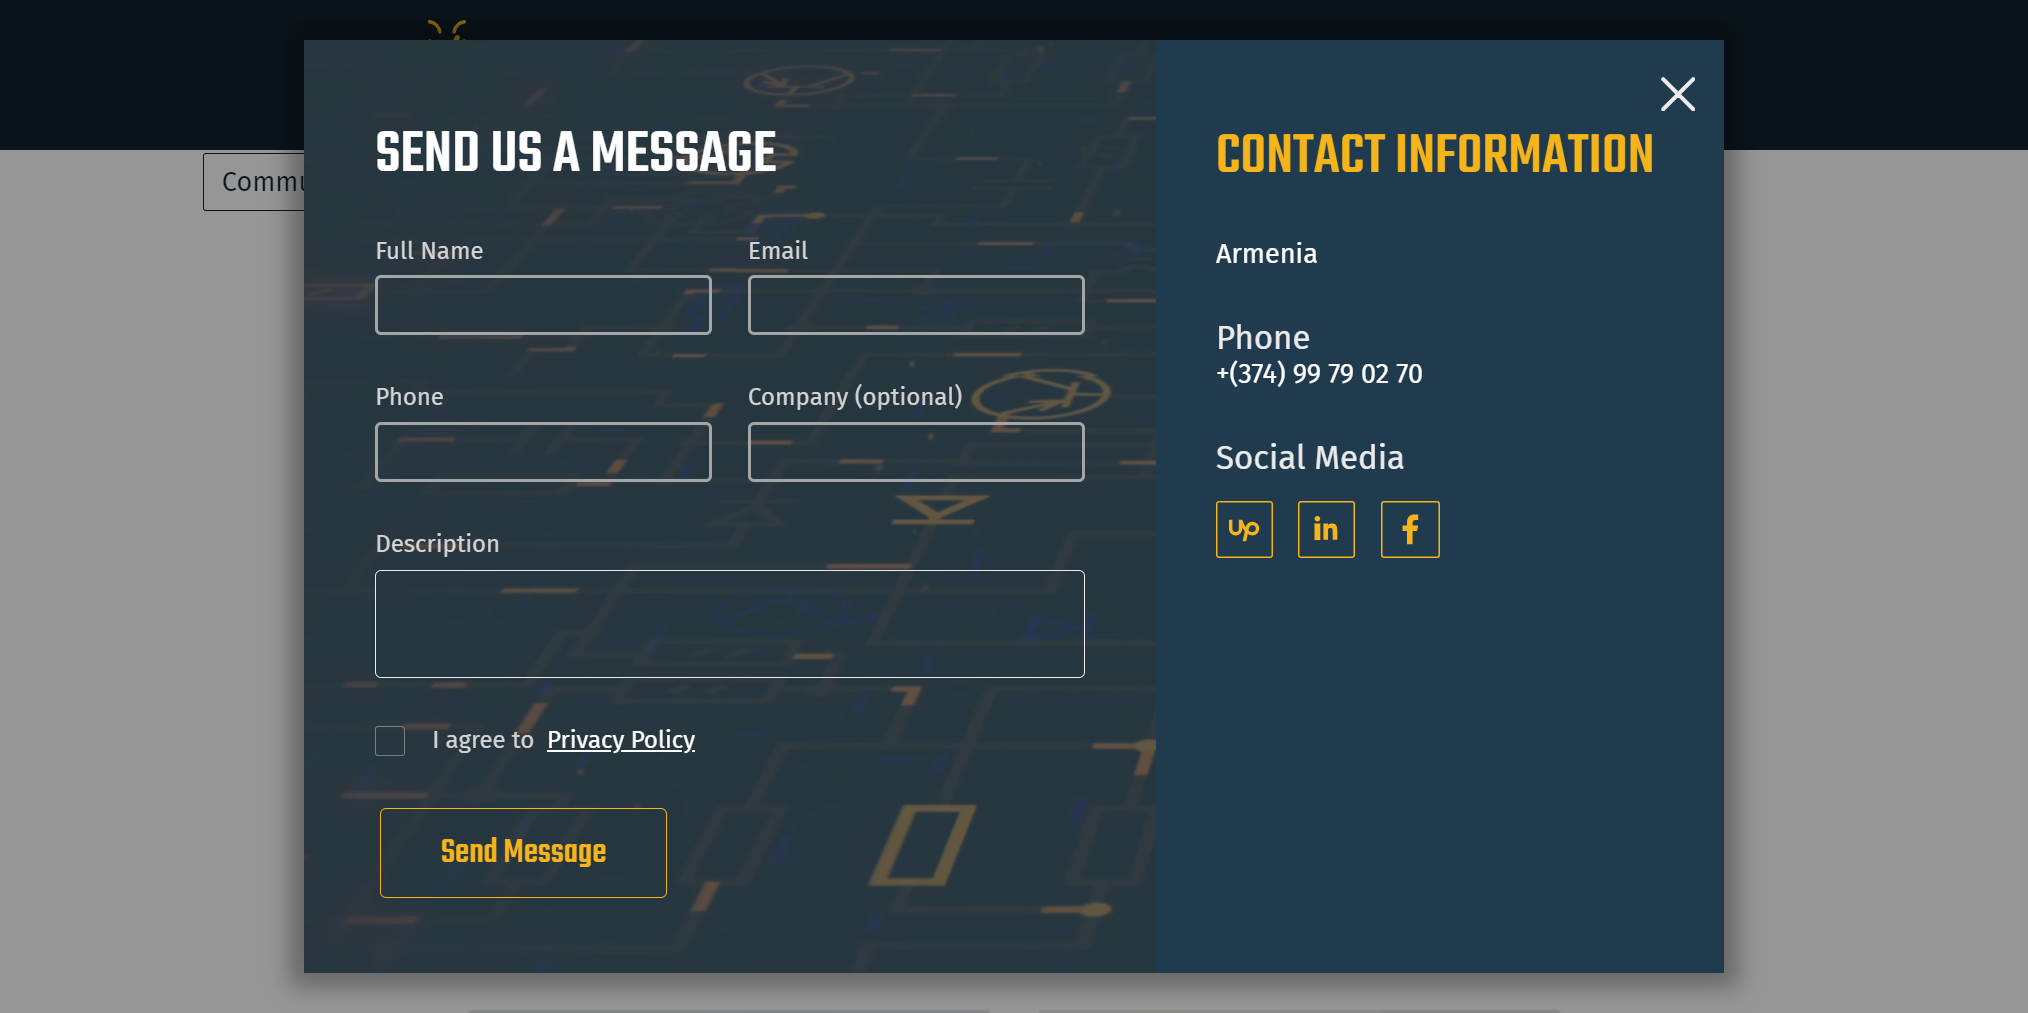 Commu
SEND US A MESSAGE
Full Name
Email
Phone
Company (optional)
Description
I agree to Privacy Policy
Send Message
CONTACT INFORMATION
Armenia
Phone
+(374) 99 79 02 70
Social Media
up
in
f